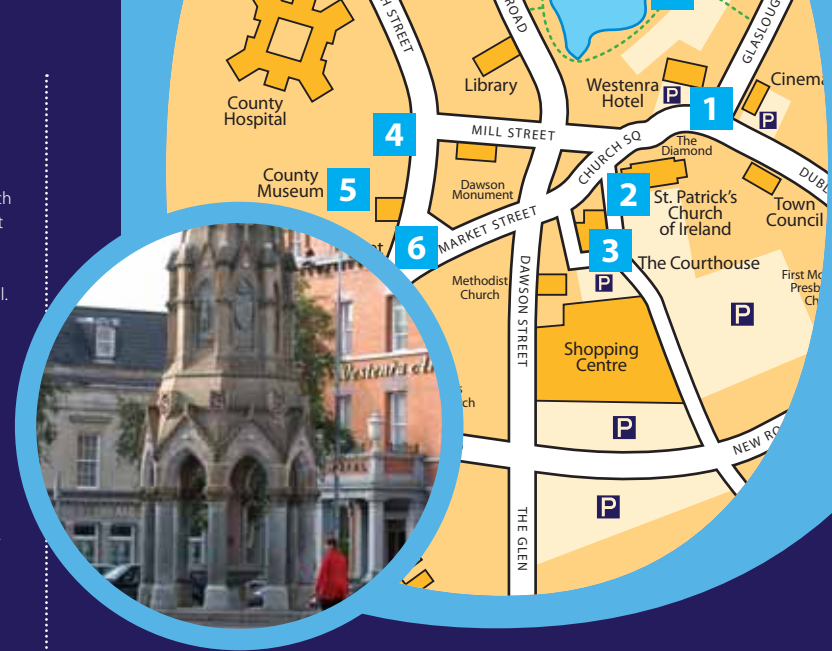 H STREET
ROAD
GLASLOUG
Library
County
Hospital
Westenra
Hotel
P
1
Cinema
P
4
MILL STREET
CHURCH SQ
The
Diamond
County
Museum
5
Dawson
Monument
2
St. Patrick's
Church
of Ireland
Town
Council
DUBL
6
MARKET STREET
3
The Courthouse
Methodist
Church
DAWSON STREET
P
P
First Mo
Presb
Ch
Shopping
Centre
P
NEW RO
P
THE GLEN
Westenra